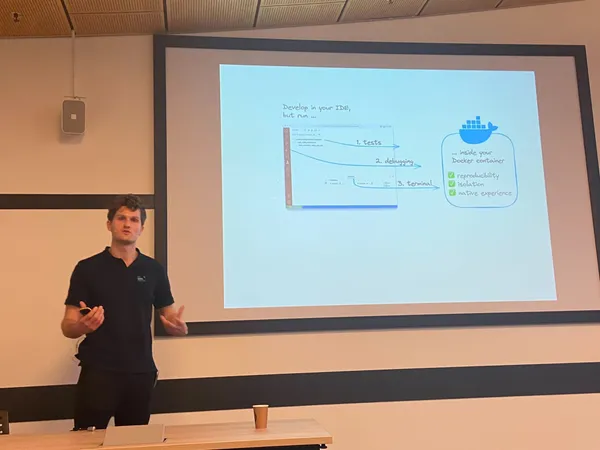 Develop in your IDE,
but run ...
1. tests
2. debugging
3. terminal
... inside your
Docker container
✅ reproducibility
✅ isolation
✅ native experience